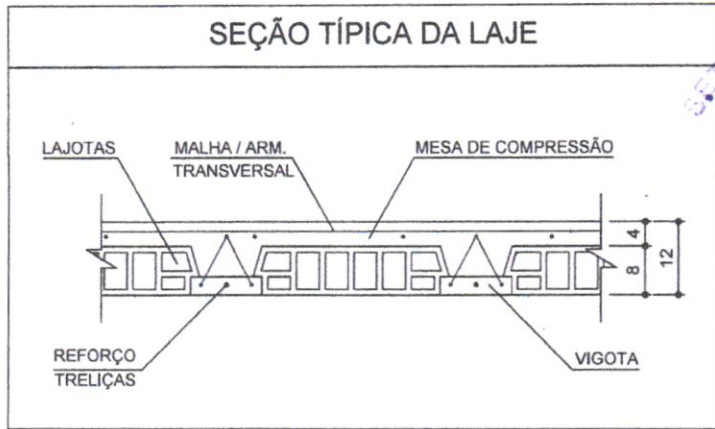 SEÇÃO TÍPICA DA LAJE
LAJOTAS
MALHA / ARM.
TRANSVERSAL
MESA DE COMPRESSÃO
4
8
12
REFORÇO
TRELIÇAS
VIGOTA